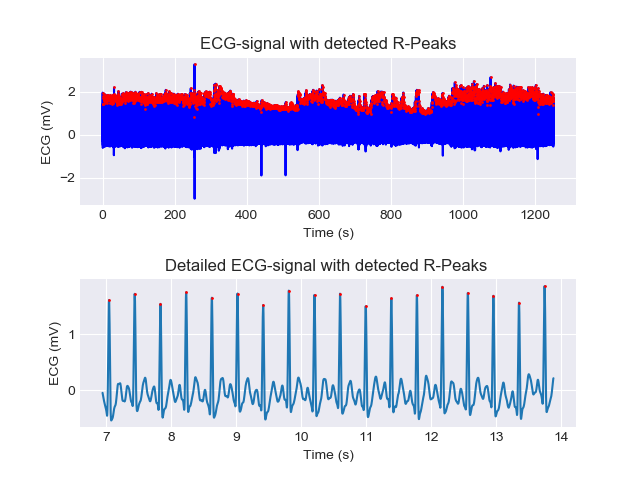 ECG-signal with detected R-Peaks
2
0
−2
ECG (mV)
0 200 400 600 800 1000 1200
Time (s)
Detailed ECG-signal with detected R-Peaks
1
0
ECG (mV)
7 8 9 10 11 12 13 14
Time (s)